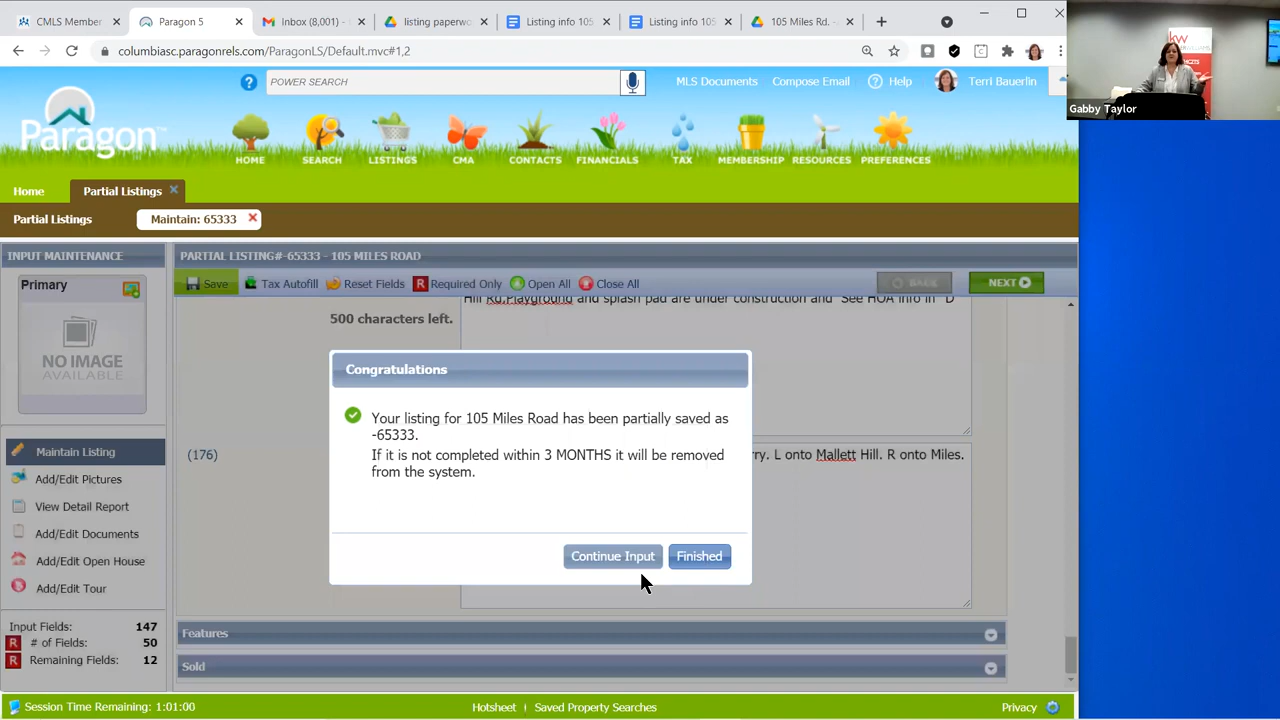 CMLS Member
Paragon 5
Inbox (8,001) -
listing paperw
Listing info 105
Listing info 105
105 Miles Rd. -
columbiasc.paragonrels.com/ParagonLS/Default.mvc#1,2
kw
Gabby Taylor
POWER SEARCH
MLS Documents
Compose Email
Help
Terri Bauerlin
Paragon
HOME
SEARCH
LISTINGS
CMA
CONTACTS
FINANCIALS
TAX
MEMBERSHIP
RESOURCES
PREFERENCES
Home
Partial Listings
Partial Listings
Maintain: 65333
INPUT MAINTENANCE
PARTIAL LISTING#-65333 - 105 MILES ROAD
Primary
Save
Tax Autofill
Reset Fields
R Required Only
Open All
Close All
BACK
NEXT
NO IMAGE
AVAILABLE
Hill Rd.Playground and splash pad are under construction and See HOA info in "D
500 characters left.
Congratulations
Your listing for 105 Miles Road has been partially saved as
-65333.
If it is not completed within 3 MONTHS it will be removed
from the system.
Continue Input
Finished
(176)
rry. L onto Mallett Hill. R onto Miles.
Maintain Listing
Add/Edit Pictures
View Detail Report
Add/Edit Documents
Add/Edit Open House
Add/Edit Tour
Input Fields: 147
R # of Fields: 50
R Remaining Fields: 12
Features
Sold
Session Time Remaining: 1:01:00
Hotsheet
Saved Property Searches
Privacy